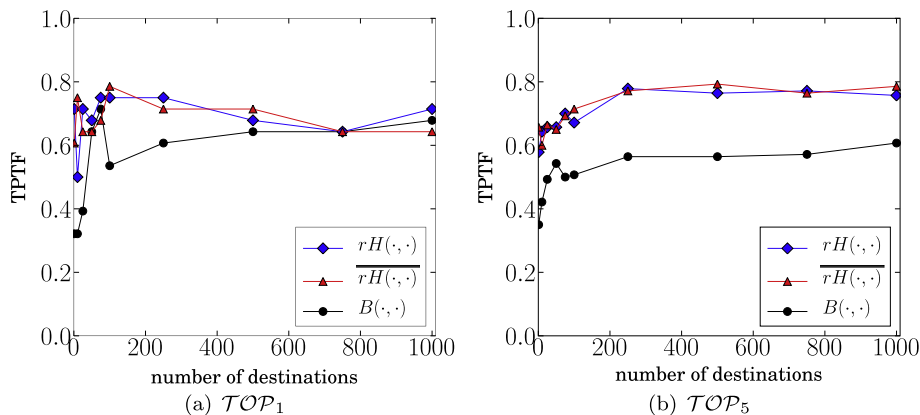 1.0
0.8
0.6
0.4
0.2
0.0
TPTF
0 200 400 600 800 1000
number of destinations
rH(·,·)
rH(·,·)
B(·,·)
(a) TOP1
1.0
0.8
0.6
0.4
0.2
0.0
TPTF
0 200 400 600 800 1000
number of destinations
rH(·,·)
rH(·,·)
B(·,·)
(b) TOP5